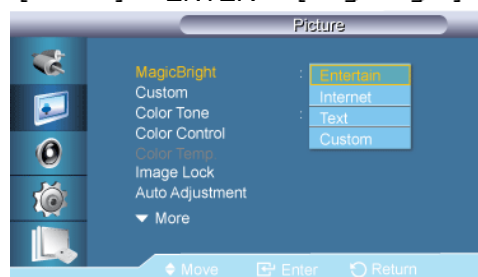 Picture
MagicBright : Entertain
Custom Internet
Color Tone : Text
Color Control Custom
Color Temp.
Image Lock
Auto Adjustment
More
Move Enter Return